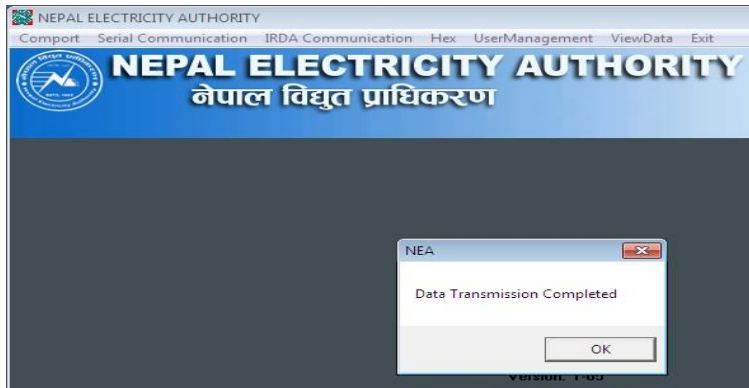 NEPAL ELECTRICITY AUTHORITY
Comport Serial Communication IRDA Communication Hex UserManagement ViewData Exit
NEPAL ELECTRICITY AUTHORITY
नेपाल विद्युत प्राधिकरण
NEA
Data Transmission Completed
OK